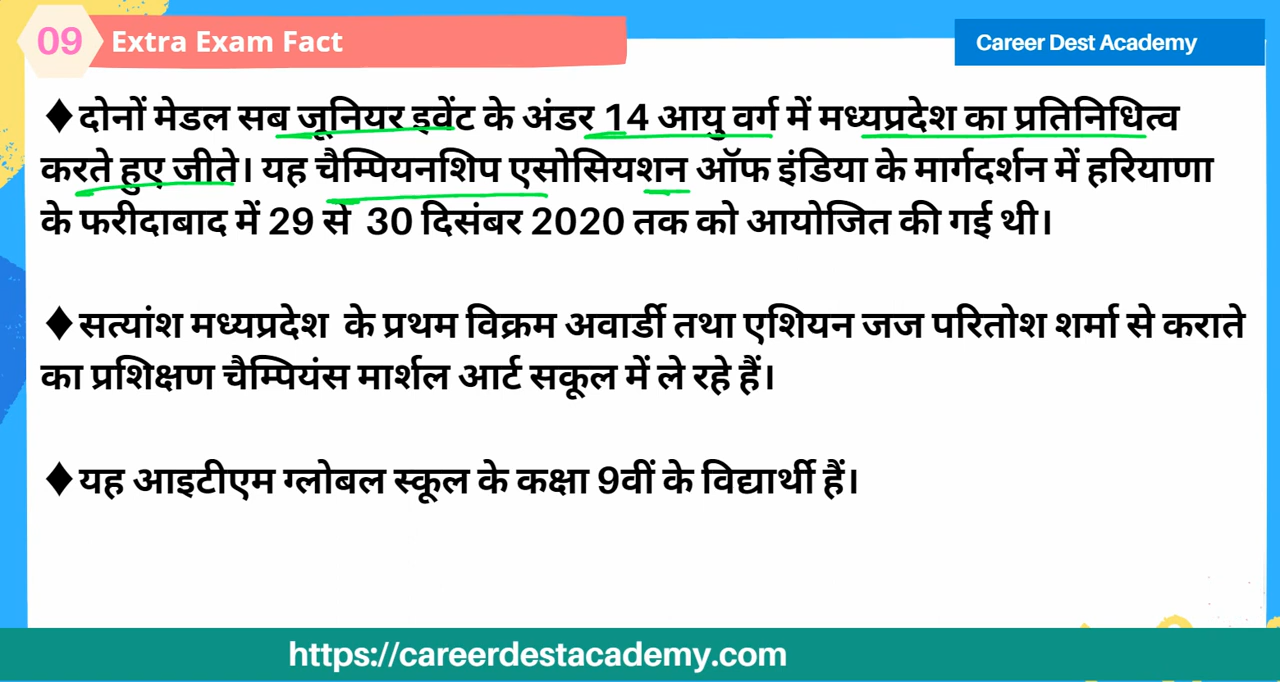 09 Extra Exam Fact
Career Dest Academy
♦दोनों मेडल सब जूनियर इवेंट के अंडर 14 आयु वर्ग में मध्यप्रदेश का प्रतिनिधित्व
करते हुए जीते। यह चैम्पियनशिप एसोसियशन ऑफ इंडिया के मार्गदर्शन में हरियाणा
के फरीदाबाद में 29 से 30 दिसंबर 2020 तक को आयोजित की गई थी।
♦सत्यांश मध्यप्रदेश के प्रथम विक्रम अवार्डी तथा एशियन जज परितोश शर्मा से कराते
का प्रशिक्षण चैम्पियंस मार्शल आर्ट सकूल में ले रहे हैं।
♦यह आइटीएम ग्लोबल स्कूल के कक्षा 9वीं के विद्यार्थी हैं।
https://careerdestacademy.com